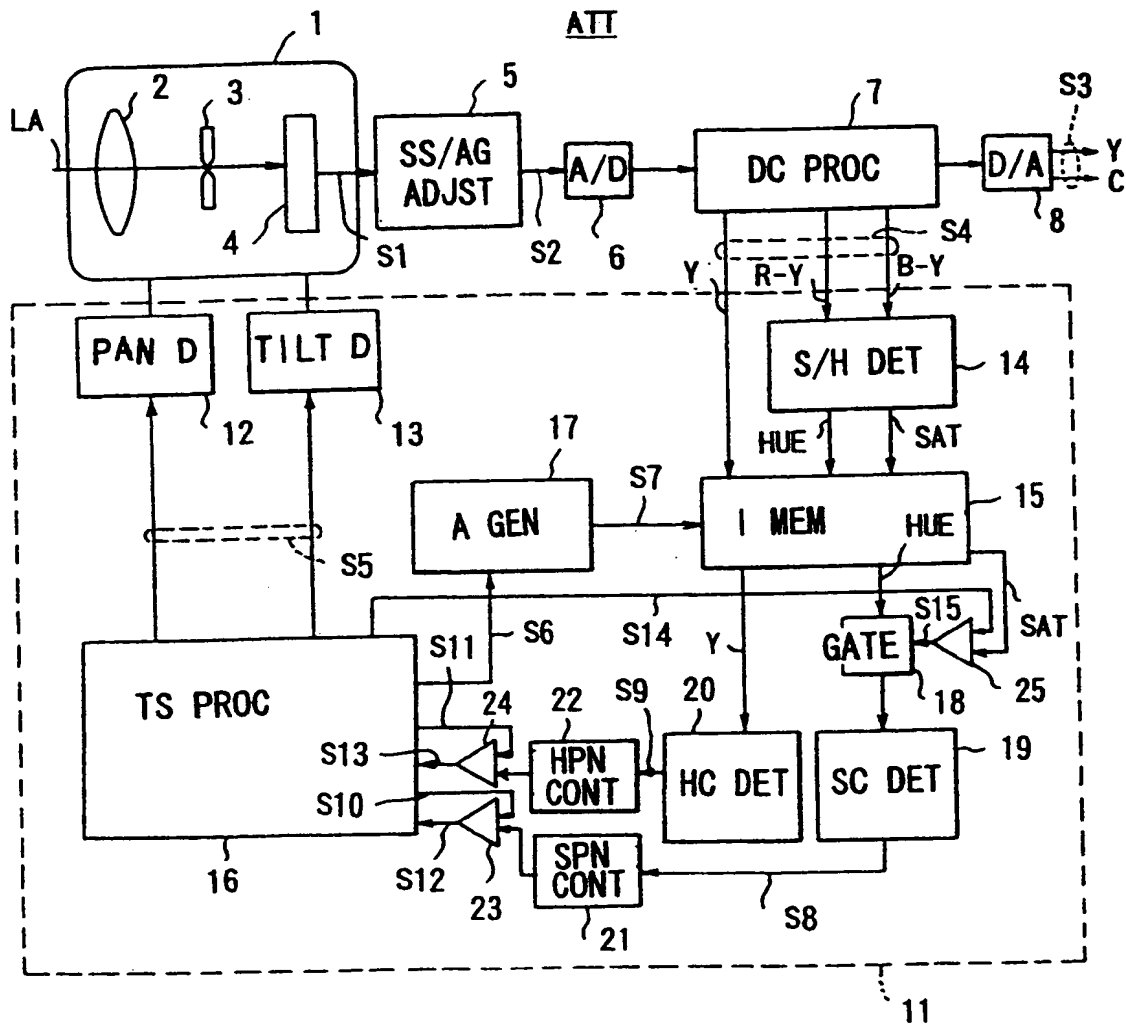 ATT
1
2
3
5
7
S3
LA
SS/AG
ADJST
A/D
DC PROC
D/A
Y
C
4
S1
S2
6
S4
8
Y
R-Y
B-Y
PAN D
TILT D
S/H DET
14
12
13
17
HUE
SAT
S7
15
A GEN
I MEM
HUE
S5
S6
S14
S15
SAT
S11
Y
GATE
TS PROC
24
22
S9
20
18
25
S13
HPN
CONT
HC DET
SC DET
19
S10
16
S12
23
SPN
CONT
S8
21
11